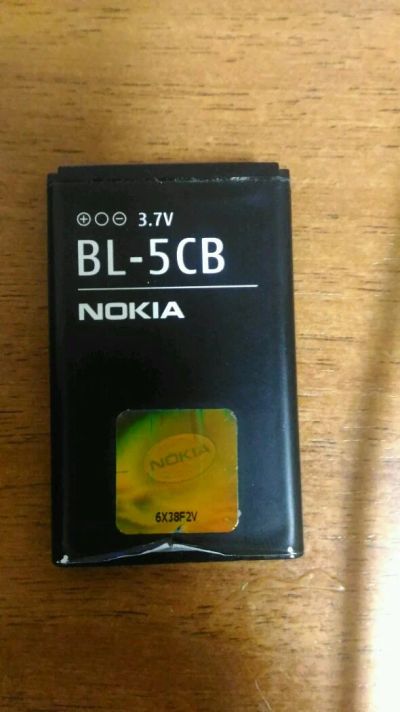 ⊕○⊖ 3.7V
BL-5CB
NOKIA
NOKIA
6X38F2V